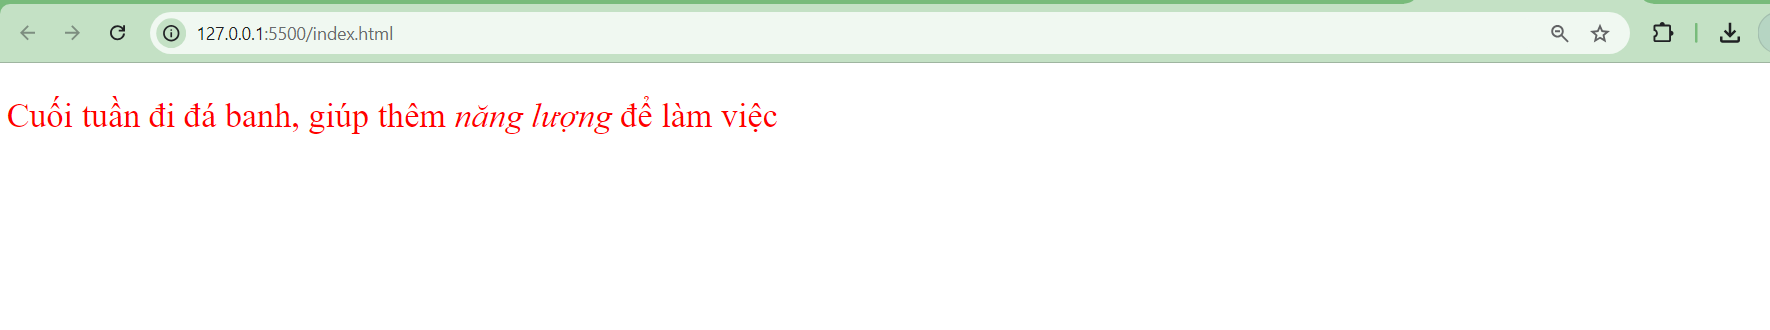 127.0.0.1:5500/index.html
Cuối tuần đi đá banh, giúp thêm năng lượng để làm việc